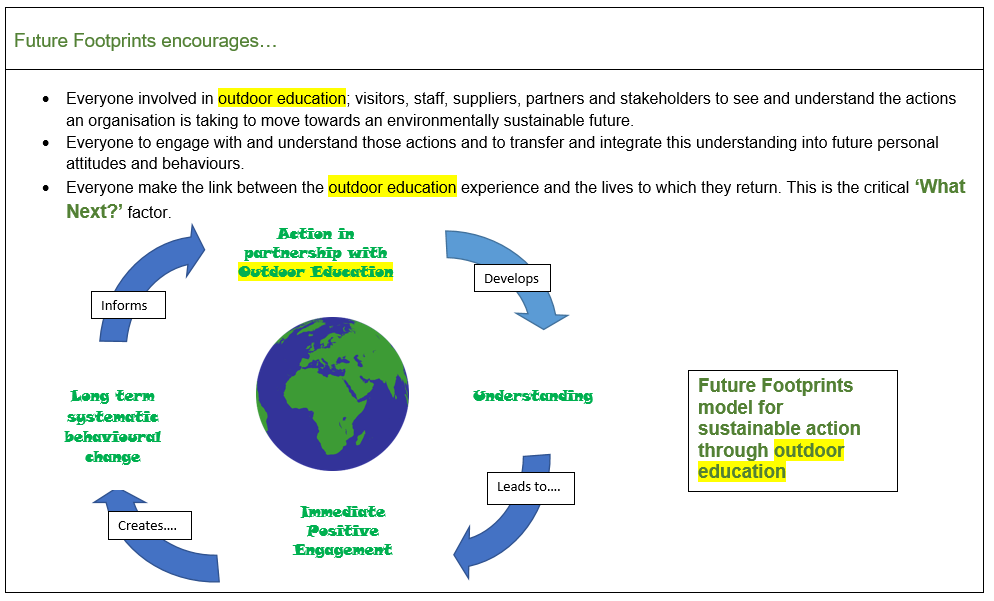 Future Footprints encourages…
• Everyone involved in outdoor education; visitors, staff, suppliers, partners and stakeholders to see and understand the actions
an organisation is taking to move towards an environmentally sustainable future.
• Everyone to engage with and understand those actions and to transfer and integrate this understanding into future personal
attitudes and behaviours.
• Everyone make the link between the outdoor education experience and the lives to which they return. This is the critical ‘What
Next?’ factor.
Action in
partnership with
Outdoor Education
Develops
Understanding
Leads to….
Immediate
Positive
Engagement
Creates….
Long term
systematic
behavioural
change
Informs
Future Footprints
model for
sustainable action
through outdoor
education